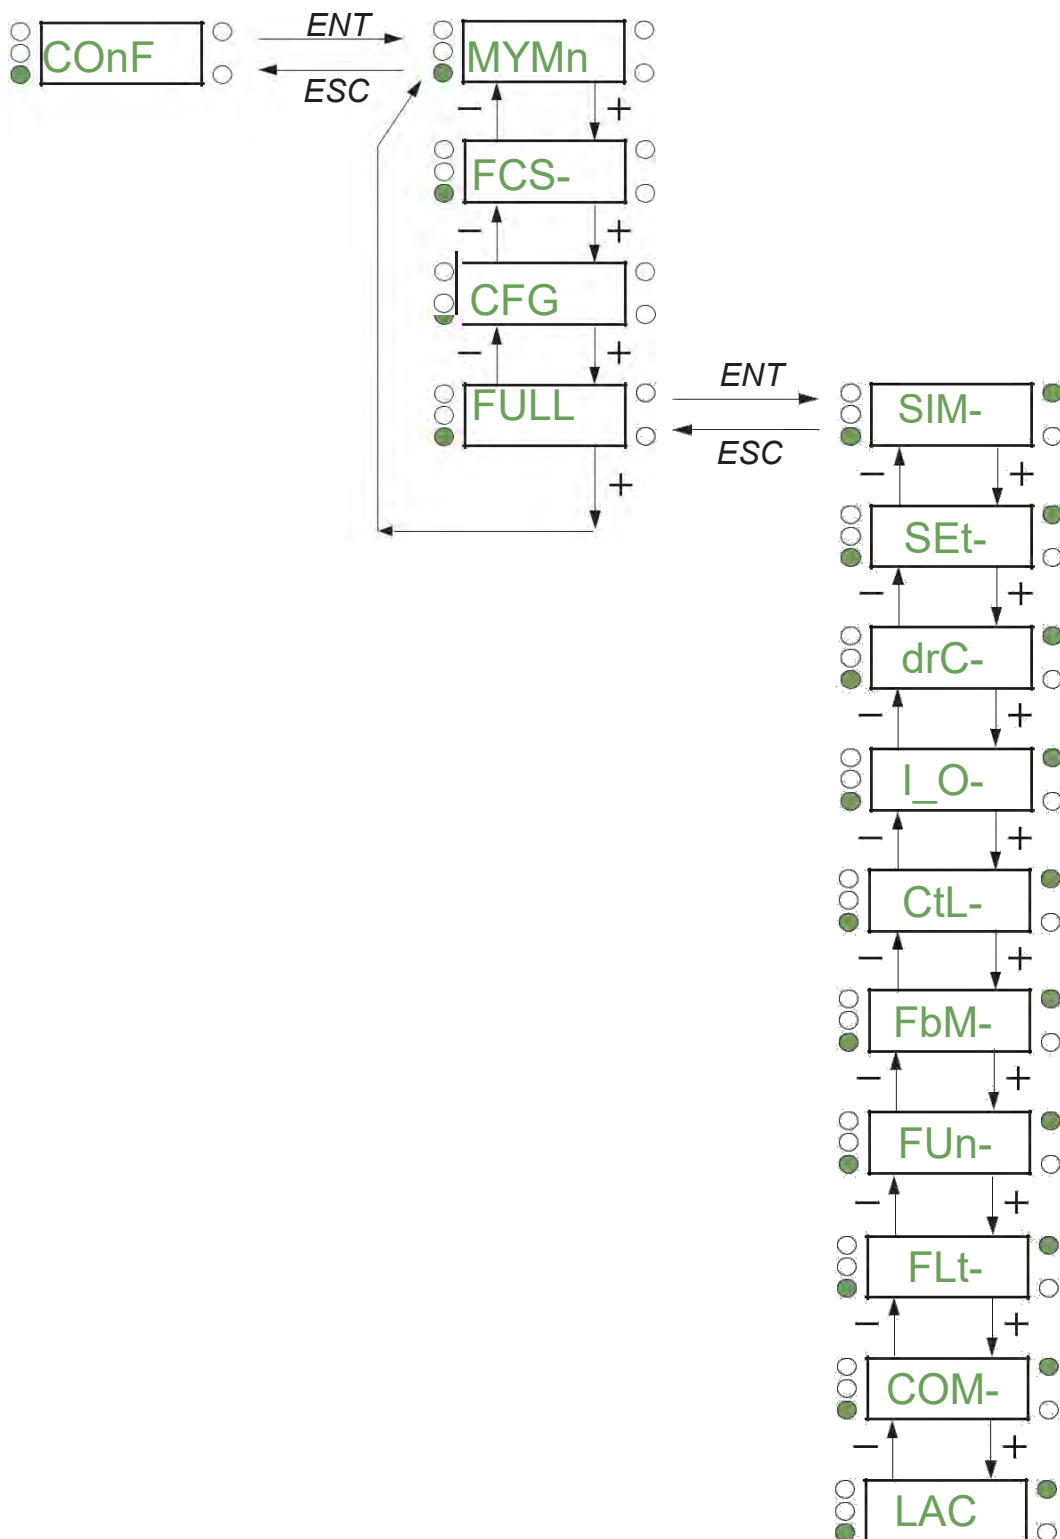 COnF
ENT
ESC
MYMn
− +
FCS-
− +
CFG
− +
FULL
+
ENT
ESC
SIM-
− +
SEt-
− +
drC-
− +
I_O-
− +
CtL-
− +
FbM-
− +
FUn-
− +
FLt-
− +
COM-
− +
LAC